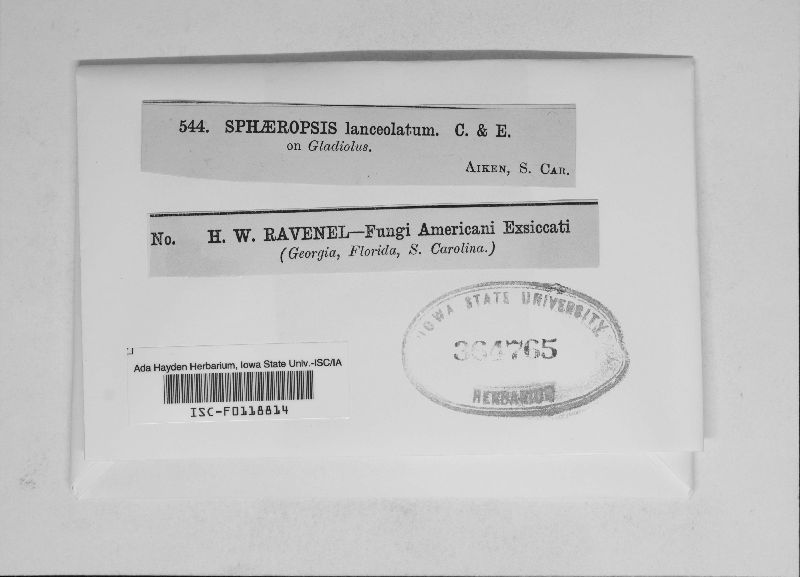 544. SPHÆROPSIS lanceolatum. C. & E.
on Gladiolus.
Aiken, S. Car.
No. H. W. RAVENEL—Fungi Americani Exsiccati
(Georgia, Florida, S. Carolina.)
IOWA STATE UNIVERSITY
364765
HERBARIUM
Ada Hayden Herbarium, Iowa State Univ.-ISC/IA
ISC-F0118814